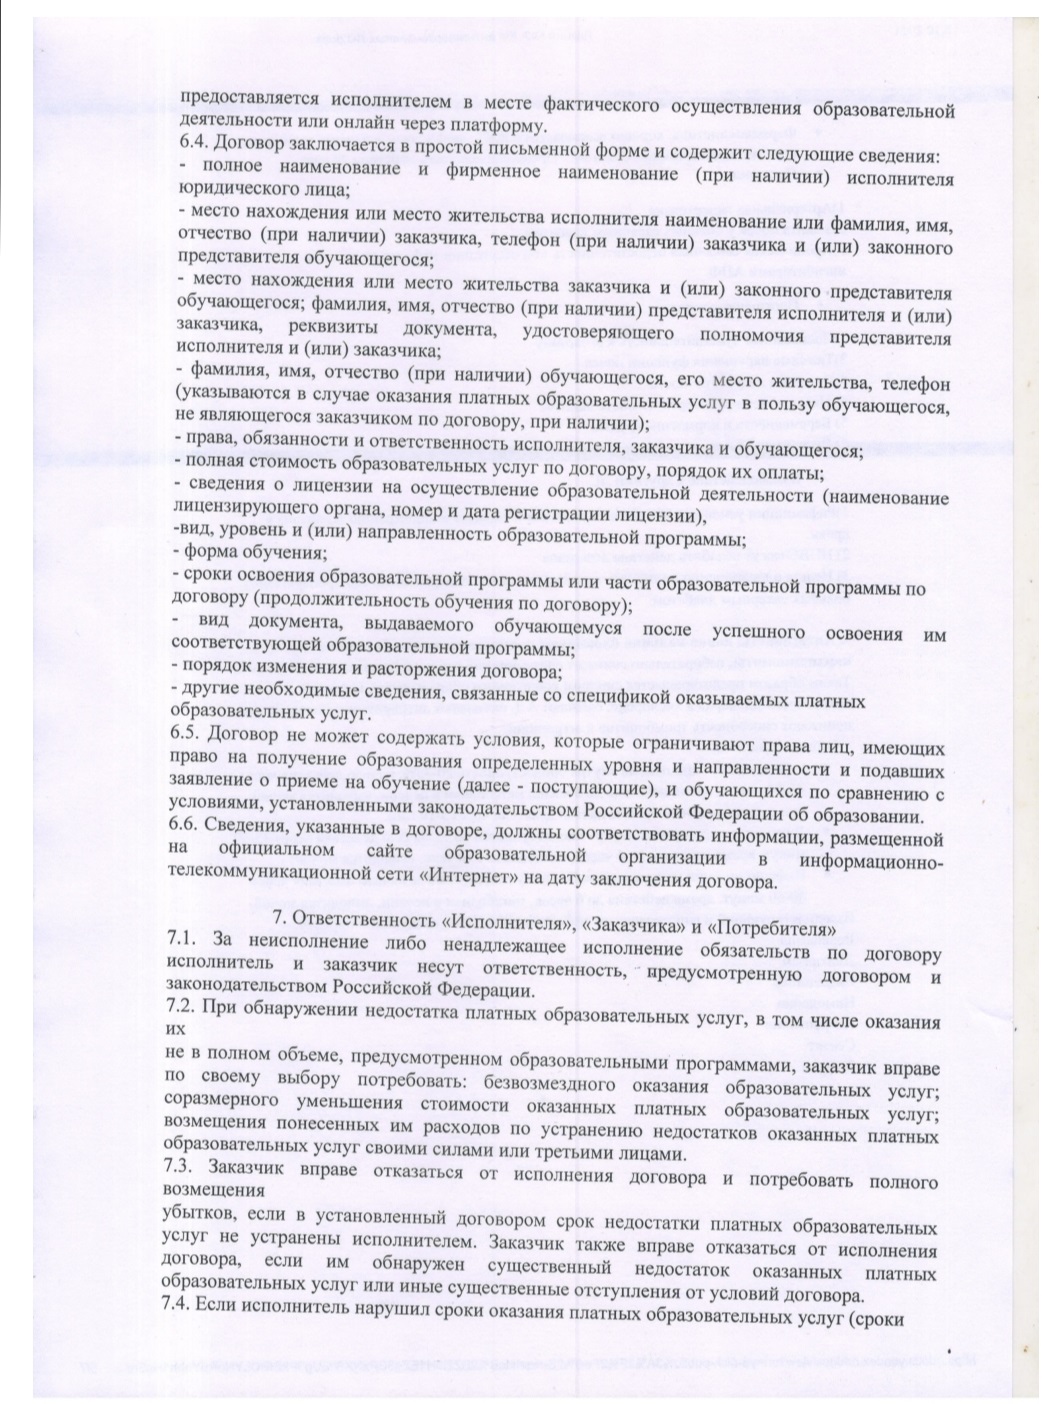 предоставляется исполнителем в месте фактического осуществления образовательной
деятельности или онлайн через платформу.
6.4. Договор заключается в простой письменной форме и содержит следующие сведения:
- полное наименование и фирменное наименование (при наличии) исполнителя
юридического лица;
- место нахождения или место жительства исполнителя наименование или фамилия, имя,
отчество (при наличии) заказчика, телефон (при наличии) заказчика и (или) законного
представителя обучающегося;
- место нахождения или место жительства заказчика и (или) законного представителя
обучающегося; фамилия, имя, отчество (при наличии) представителя исполнителя и (или)
заказчика, реквизиты документа, удостоверяющего полномочия представителя
исполнителя и (или) заказчика;
- фамилия, имя, отчество (при наличии) обучающегося, его место жительства, телефон
(указываются в случае оказания платных образовательных услуг в пользу обучающегося,
не являющегося заказчиком по договору, при наличии);
- права, обязанности и ответственность исполнителя, заказчика и обучающегося;
- полная стоимость образовательных услуг по договору, порядок их оплаты;
- сведения о лицензии на осуществление образовательной деятельности (наименование
лицензирующего органа, номер и дата регистрации лицензии),
-вид, уровень и (или) направленность образовательной программы;
- форма обучения;
- сроки освоения образовательной программы или части образовательной программы по
договору (продолжительность обучения по договору);
- вид документа, выдаваемого обучающемуся после успешного освоения им
соответствующей образовательной программы;
- порядок изменения и расторжения договора;
- другие необходимые сведения, связанные со спецификой оказываемых платных
образовательных услуг.
6.5. Договор не может содержать условия, которые ограничивают права лиц, имеющих
право на получение образования определенных уровня и направленности и подавших
заявление о приеме на обучение (далее - поступающие), и обучающихся по сравнению с
условиями, установленными законодательством Российской Федерации об образовании.
6.6. Сведения, указанные в договоре, должны соответствовать информации, размещенной
на официальном сайте образовательной организации в информационно-
телекоммуникационной сети «Интернет» на дату заключения договора.
7. Ответственность «Исполнителя», «Заказчика» и «Потребителя»
7.1. За неисполнение либо ненадлежащее исполнение обязательств по договору
исполнитель и заказчик несут ответственность, предусмотренную договором и
законодательством Российской Федерации.
7.2. При обнаружении недостатка платных образовательных услуг, в том числе оказания
их
не в полном объеме, предусмотренном образовательными программами, заказчик вправе
по своему выбору потребовать: безвозмездного оказания образовательных услуг;
соразмерного уменьшения стоимости оказанных платных образовательных услуг;
возмещения понесенных им расходов по устранению недостатков оказанных платных
образовательных услуг своими силами или третьими лицами.
7.3. Заказчик вправе отказаться от исполнения договора и потребовать полного
возмещения
убытков, если в установленный договором срок недостатки платных образовательных
услуг не устранены исполнителем. Заказчик также вправе отказаться от исполнения
договора, если им обнаружен существенный недостаток оказанных платных
образовательных услуг или иные существенные отступления от условий договора.
7.4. Если исполнитель нарушил сроки оказания платных образовательных услуг (сроки